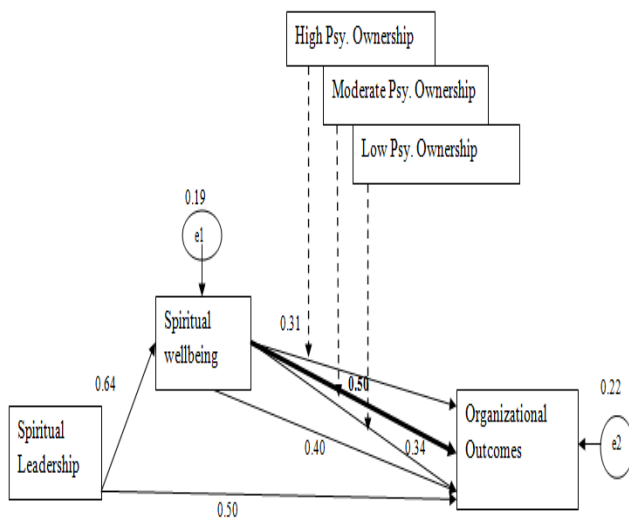 High Psy. Ownership
Moderate Psy. Ownership
Low Psy. Ownership
0.19
e1
Spiritual
wellbeing
0.31
0.50
0.64
0.40
0.34
Spiritual
Leadership
0.50
Organizational
Outcomes
0.22
e2